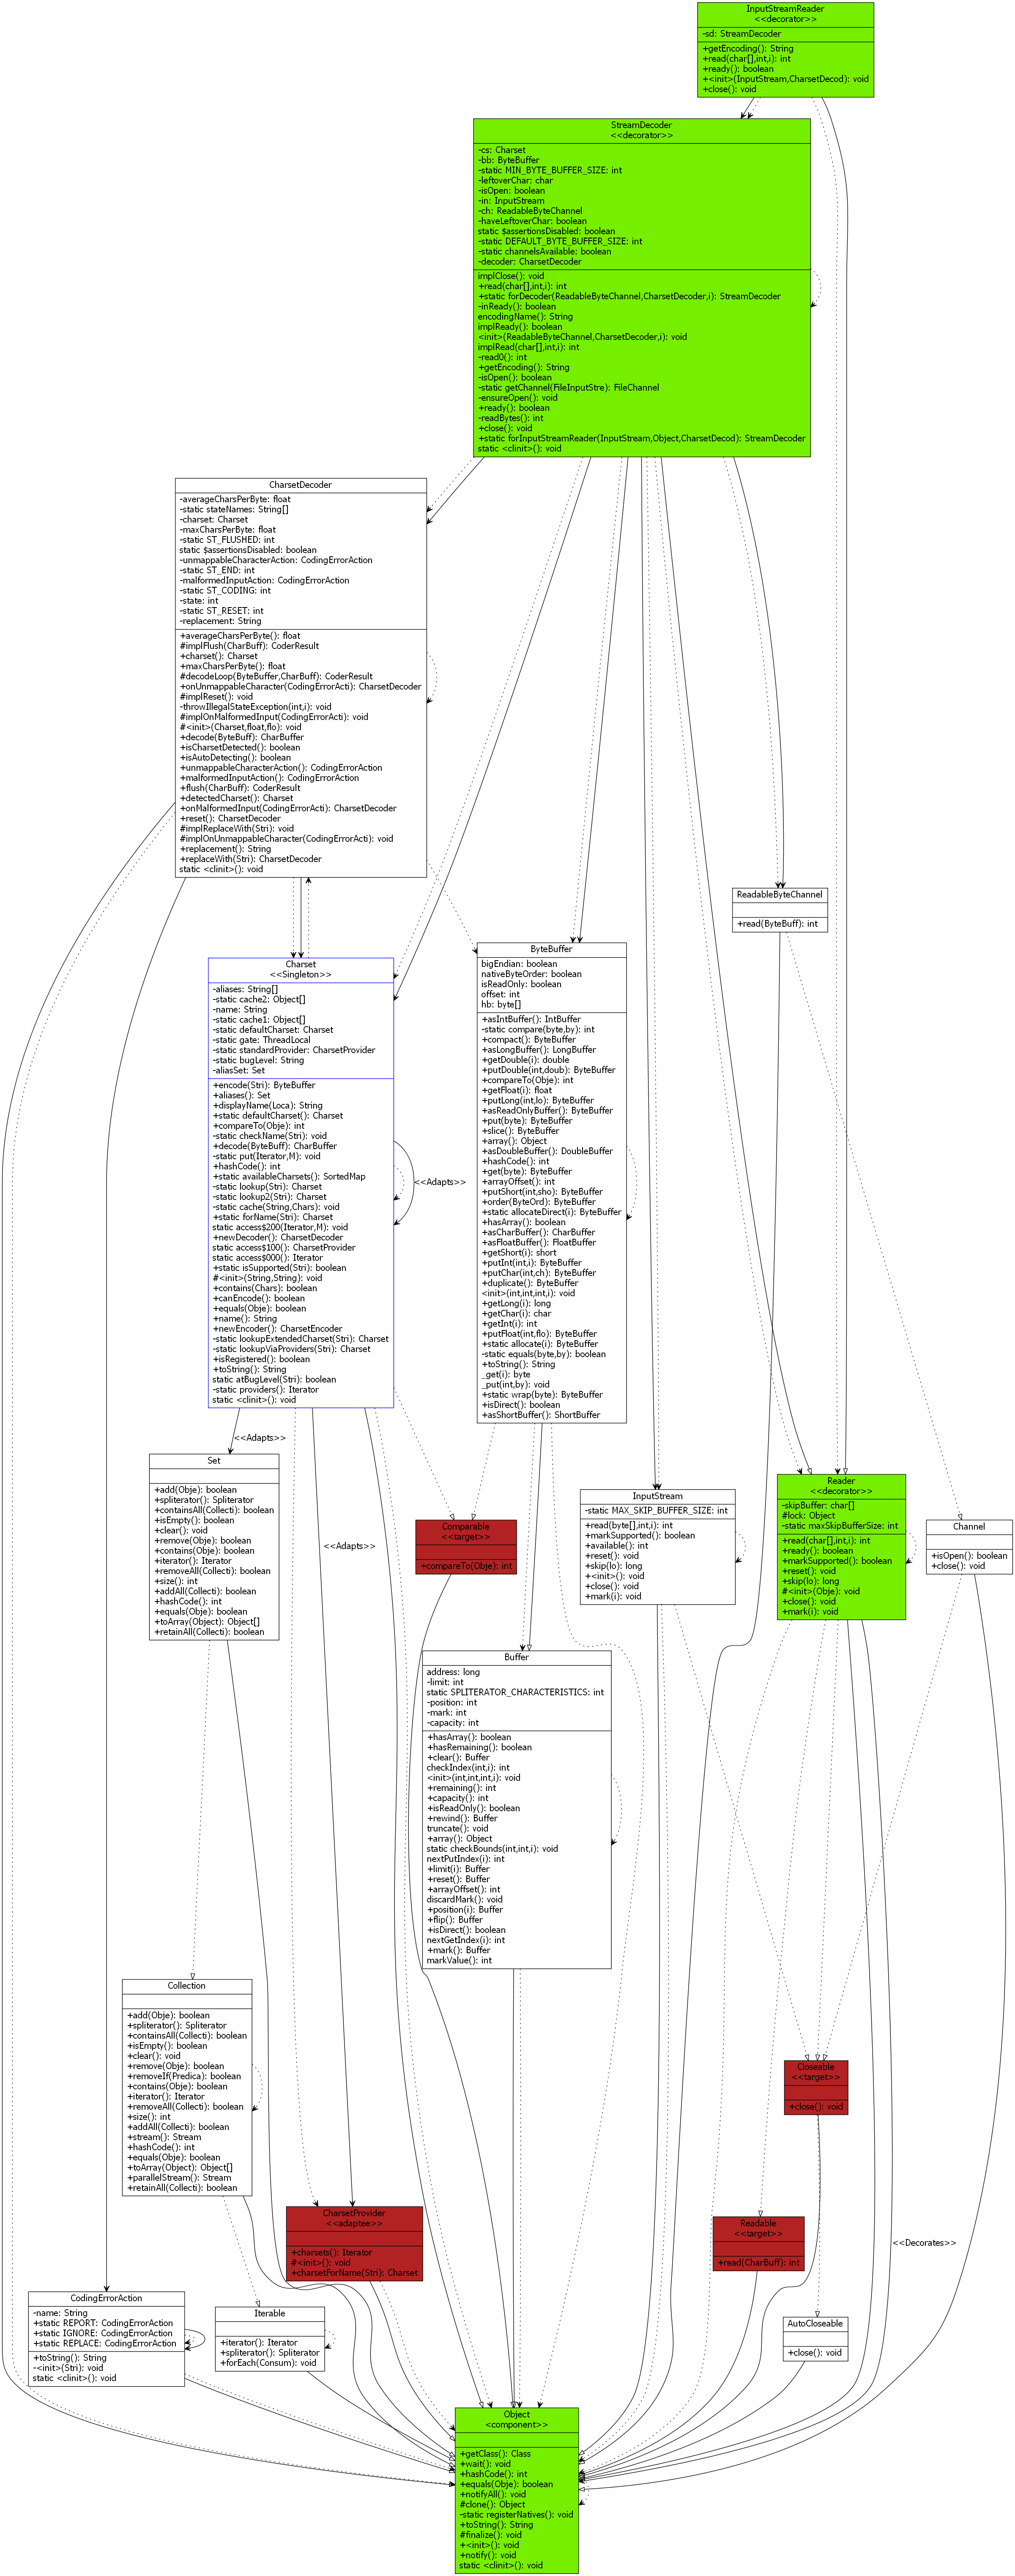 InputStreamReader
<<decorator>>
-sd: StreamDecoder
+getEncoding(): String
+read(char[],int,i): int
+ready(): boolean
+<init>(InputStream,CharsetDecod): void
+close(): void
StreamDecoder
<<decorator>>
-cs: Charset
-bb: ByteBuffer
-static MIN_BYTE_BUFFER_SIZE: int
-leftoverChar: char
-isOpen: boolean
-in: InputStream
-ch: ReadableByteChannel
-haveLeftoverChar: boolean
static $assertionsDisabled: boolean
-static DEFAULT_BYTE_BUFFER_SIZE: int
-static channelsAvailable: boolean
-decoder: CharsetDecoder
implClose(): void
+read(char[],int,i): int
+static forDecoder(ReadableByteChannel,CharsetDecoder,i): StreamDecoder
-inReady(): boolean
encodingName(): String
implReady(): boolean
<init>(ReadableByteChannel,CharsetDecoder,i): void
implRead(char[],int,i): int
-read0(): int
+getEncoding(): String
-isOpen(): boolean
-static getChannel(FileInputStre): FileChannel
-ensureOpen(): void
+ready(): boolean
-readBytes(): int
+close(): void
+static forInputStreamReader(InputStream,Object,CharsetDecod): StreamDecoder
static <clinit>(): void
CharsetDecoder
-averageCharsPerByte: float
-static stateNames: String[]
-charset: Charset
-maxCharsPerByte: float
-static ST_FLUSHED: int
static $assertionsDisabled: boolean
-unmappableCharacterAction: CodingErrorAction
-static ST_END: int
-malformedInputAction: CodingErrorAction
-static ST_CODING: int
-state: int
-static ST_RESET: int
-replacement: String
+averageCharsPerByte(): float
#implFlush(CharBuff): CoderResult
+charset(): Charset
+maxCharsPerByte(): float
#decodeLoop(ByteBuffer,CharBuff): CoderResult
+onUnmappableCharacter(CodingErrorActi): CharsetDecoder
#implReset(): void
-throwIllegalStateException(int,i): void
#implOnMalformedInput(CodingErrorActi): void
#<init>(Charset,float,flo): void
+decode(ByteBuff): CharBuffer
+isCharsetDetected(): boolean
+isAutoDetecting(): boolean
+unmappableCharacterAction(): CodingErrorAction
+malformedInputAction(): CodingErrorAction
+flush(CharBuff): CoderResult
+detectedCharset(): Charset
+onMalformedInput(CodingErrorActi): CharsetDecoder
+reset(): CharsetDecoder
#implReplaceWith(Stri): void
#implOnUnmappableCharacter(CodingErrorActi): void
+replacement(): String
+replaceWith(Stri): CharsetDecoder
static <clinit>(): void
ReadableByteChannel
+read(ByteBuff): int
Charset
<<Singleton>>
-aliases: String[]
-static cache2: Object[]
-name: String
-static cache1: Object[]
-static defaultCharset: Charset
-static gate: ThreadLocal
-static standardProvider: CharsetProvider
-static bugLevel: String
-aliasSet: Set
+encode(Stri): ByteBuffer
+aliases(): Set
+displayName(Loca): String
+static defaultCharset(): Charset
+compareTo(Obje): int
-static checkName(Stri): void
+decode(ByteBuff): CharBuffer
-static put(Iterator,M): void
+hashCode(): int
+static availableCharsets(): SortedMap
-static lookup(Stri): Charset
-static lookup2(Stri): Charset
-static cache(String,Chars): void
+static forName(Stri): Charset
static access$200(Iterator,M): void
+newDecoder(): CharsetDecoder
static access$100(): CharsetProvider
static access$000(): Iterator
+static isSupported(Stri): boolean
#<init>(String,String): void
+contains(Chars): boolean
+canEncode(): boolean
+equals(Obje): boolean
+name(): String
+newEncoder(): CharsetEncoder
-static lookupExtendedCharset(Stri): Charset
-static lookupViaProviders(Stri): Charset
+isRegistered(): boolean
+toString(): String
static atBugLevel(Stri): boolean
-static providers(): Iterator
static <clinit>(): void
<<Adapts>>
ByteBuffer
bigEndian: boolean
nativeByteOrder: boolean
isReadOnly: boolean
offset: int
hb: byte[]
+asIntBuffer(): IntBuffer
-static compare(byte,by): int
+compact(): ByteBuffer
+asLongBuffer(): LongBuffer
+getDouble(i): double
+putDouble(int,doub): ByteBuffer
+compareTo(Obje): int
+getFloat(i): float
+putLong(int,lo): ByteBuffer
+asReadOnlyBuffer(): ByteBuffer
+put(byte): ByteBuffer
+slice(): ByteBuffer
+array(): Object
+asDoubleBuffer(): DoubleBuffer
+hashCode(): int
+get(byte): ByteBuffer
+arrayOffset(): int
+putShort(int,sho): ByteBuffer
+order(ByteOrd): ByteBuffer
+static allocateDirect(i): ByteBuffer
+hasArray(): boolean
+asCharBuffer(): CharBuffer
+asFloatBuffer(): FloatBuffer
+getShort(i): short
+putInt(int,i): ByteBuffer
+putChar(int,ch): ByteBuffer
+duplicate(): ByteBuffer
<init>(int,int,int,i): void
+getLong(i): long
+getChar(i): char
+getInt(i): int
+putFloat(int,flo): ByteBuffer
+static allocate(i): ByteBuffer
-static equals(byte,by): boolean
+toString(): String
_get(i): byte
_put(int,by): void
+static wrap(byte): ByteBuffer
+isDirect(): boolean
+asShortBuffer(): ShortBuffer
<<Adapts>>
<<Adapts>>
Set
+add(Obje): boolean
+spliterator(): Spliterator
+containsAll(Collecti): boolean
+isEmpty(): boolean
+clear(): void
+remove(Obje): boolean
+contains(Obje): boolean
+iterator(): Iterator
+removeAll(Collecti): boolean
+size(): int
+addAll(Collecti): boolean
+hashCode(): int
+equals(Obje): boolean
+toArray(Object): Object[]
+retainAll(Collecti): boolean
Comparable
<<target>>
+compareTo(Obje): int
InputStream
-static MAX_SKIP_BUFFER_SIZE: int
+read(byte[],int,i): int
+markSupported(): boolean
+available(): int
+reset(): void
+skip(lo): long
+<init>(): void
+close(): void
+mark(i): void
Reader
<<decorator>>
-skipBuffer: char[]
#lock: Object
-static maxSkipBufferSize: int
+read(char[],int,i): int
+ready(): boolean
+markSupported(): boolean
+reset(): void
+skip(lo): long
#<init>(Obje): void
+close(): void
+mark(i): void
Channel
+isOpen(): boolean
+close(): void
Buffer
address: long
-limit: int
static SPLITERATOR_CHARACTERISTICS: int
-position: int
-mark: int
-capacity: int
+hasArray(): boolean
+hasRemaining(): boolean
+clear(): Buffer
checkIndex(int,i): int
<init>(int,int,int,i): void
+remaining(): int
+capacity(): int
+isReadOnly(): boolean
+rewind(): Buffer
truncate(): void
+array(): Object
static checkBounds(int,int,i): void
nextPutIndex(i): int
+limit(i): Buffer
+reset(): Buffer
+arrayOffset(): int
discardMark(): void
+position(i): Buffer
+flip(): Buffer
+isDirect(): boolean
nextGetIndex(i): int
+mark(): Buffer
markValue(): int
Collection
+add(Obje): boolean
+spliterator(): Spliterator
+containsAll(Collecti): boolean
+isEmpty(): boolean
+clear(): void
+remove(Obje): boolean
+removeIf(Predica): boolean
+contains(Obje): boolean
+iterator(): Iterator
+removeAll(Collecti): boolean
+size(): int
+addAll(Collecti): boolean
+stream(): Stream
+hashCode(): int
+equals(Obje): boolean
+toArray(Object): Object[]
+parallelStream(): Stream
+retainAll(Collecti): boolean
Closeable
<<target>>
+close(): void
CharsetProvider
<<adaptee>>
+charsets(): Iterator
#<init>(): void
+charsetForName(Stri): Charset
Readable
<<target>>
+read(CharBuff): int
<<Decorates>>
CodingErrorAction
-name: String
+static REPORT: CodingErrorAction
+static IGNORE: CodingErrorAction
+static REPLACE: CodingErrorAction
+toString(): String
-<init>(Stri): void
static <clinit>(): void
Iterable
+iterator(): Iterator
+spliterator(): Spliterator
+forEach(Consum): void
AutoCloseable
+close(): void
Object
<component>>
+getClass(): Class
+wait(): void
+hashCode(): int
+equals(Obje): boolean
+notifyAll(): void
#clone(): Object
-static registerNatives(): void
+toString(): String
#finalize(): void
+<init>(): void
+notify(): void
static <clinit>(): void